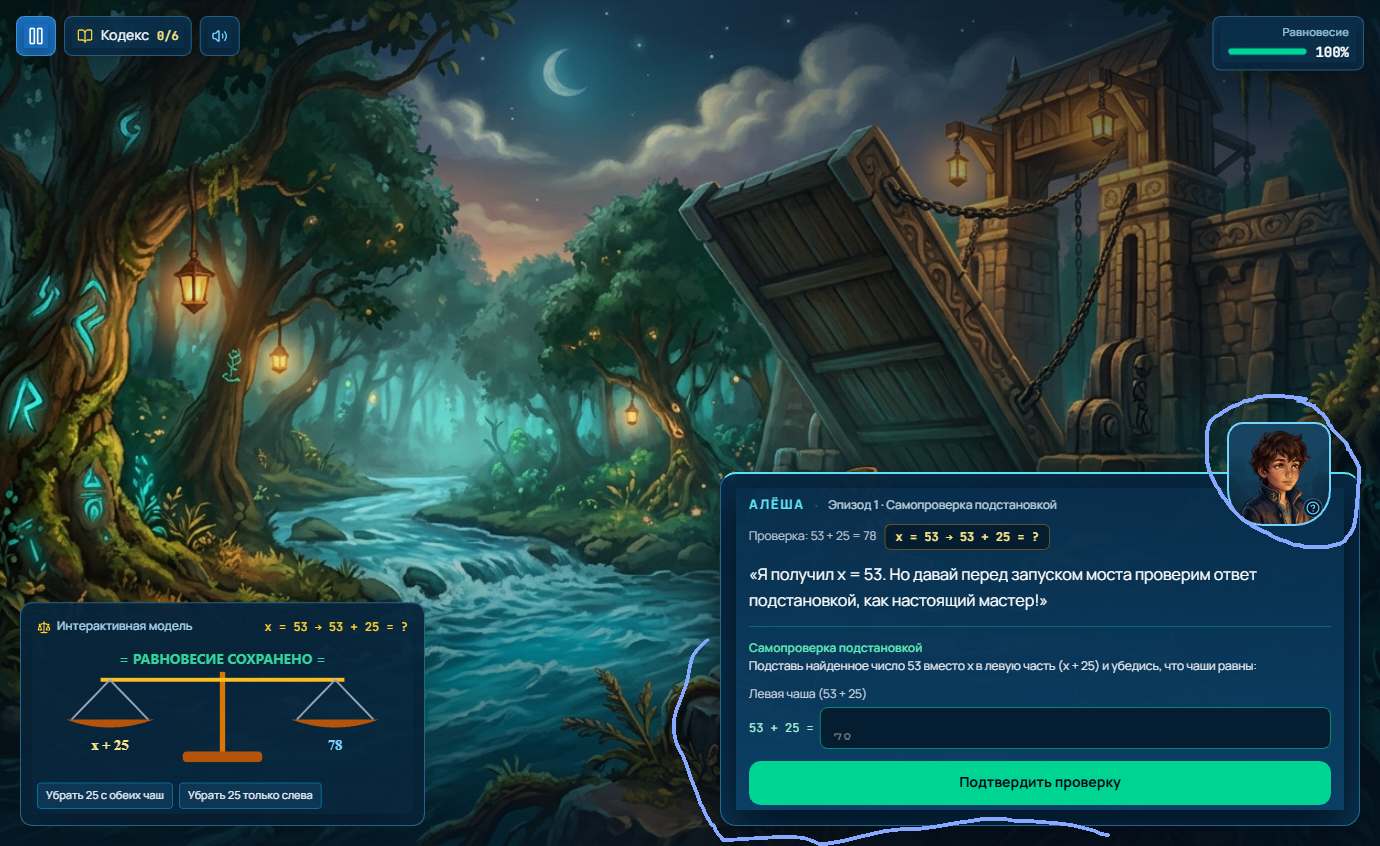 Кодекс 0/6
Равновесие
100%
АЛЁША · Эпизод 1 · Самопроверка подстановкой
Проверка: 53 + 25 = 78 x = 53 → 53 + 25 = ?
«Я получил x = 53. Но давай перед запуском моста проверим ответ
подстановкой, как настоящий мастер!»
Самопроверка подстановкой
Подставь найденное число 53 вместо x в левую часть (x + 25) и убедись, что чаши равны:
Левая чаша (53 + 25)
53 + 25 =
Подтвердить проверку
Интерактивная модель x = 53 → 53 + 25 = ?
= РАВНОВЕСИЕ СОХРАНЕНО =
x + 25 78
Убрать 25 с обеих чаш Убрать 25 только слева